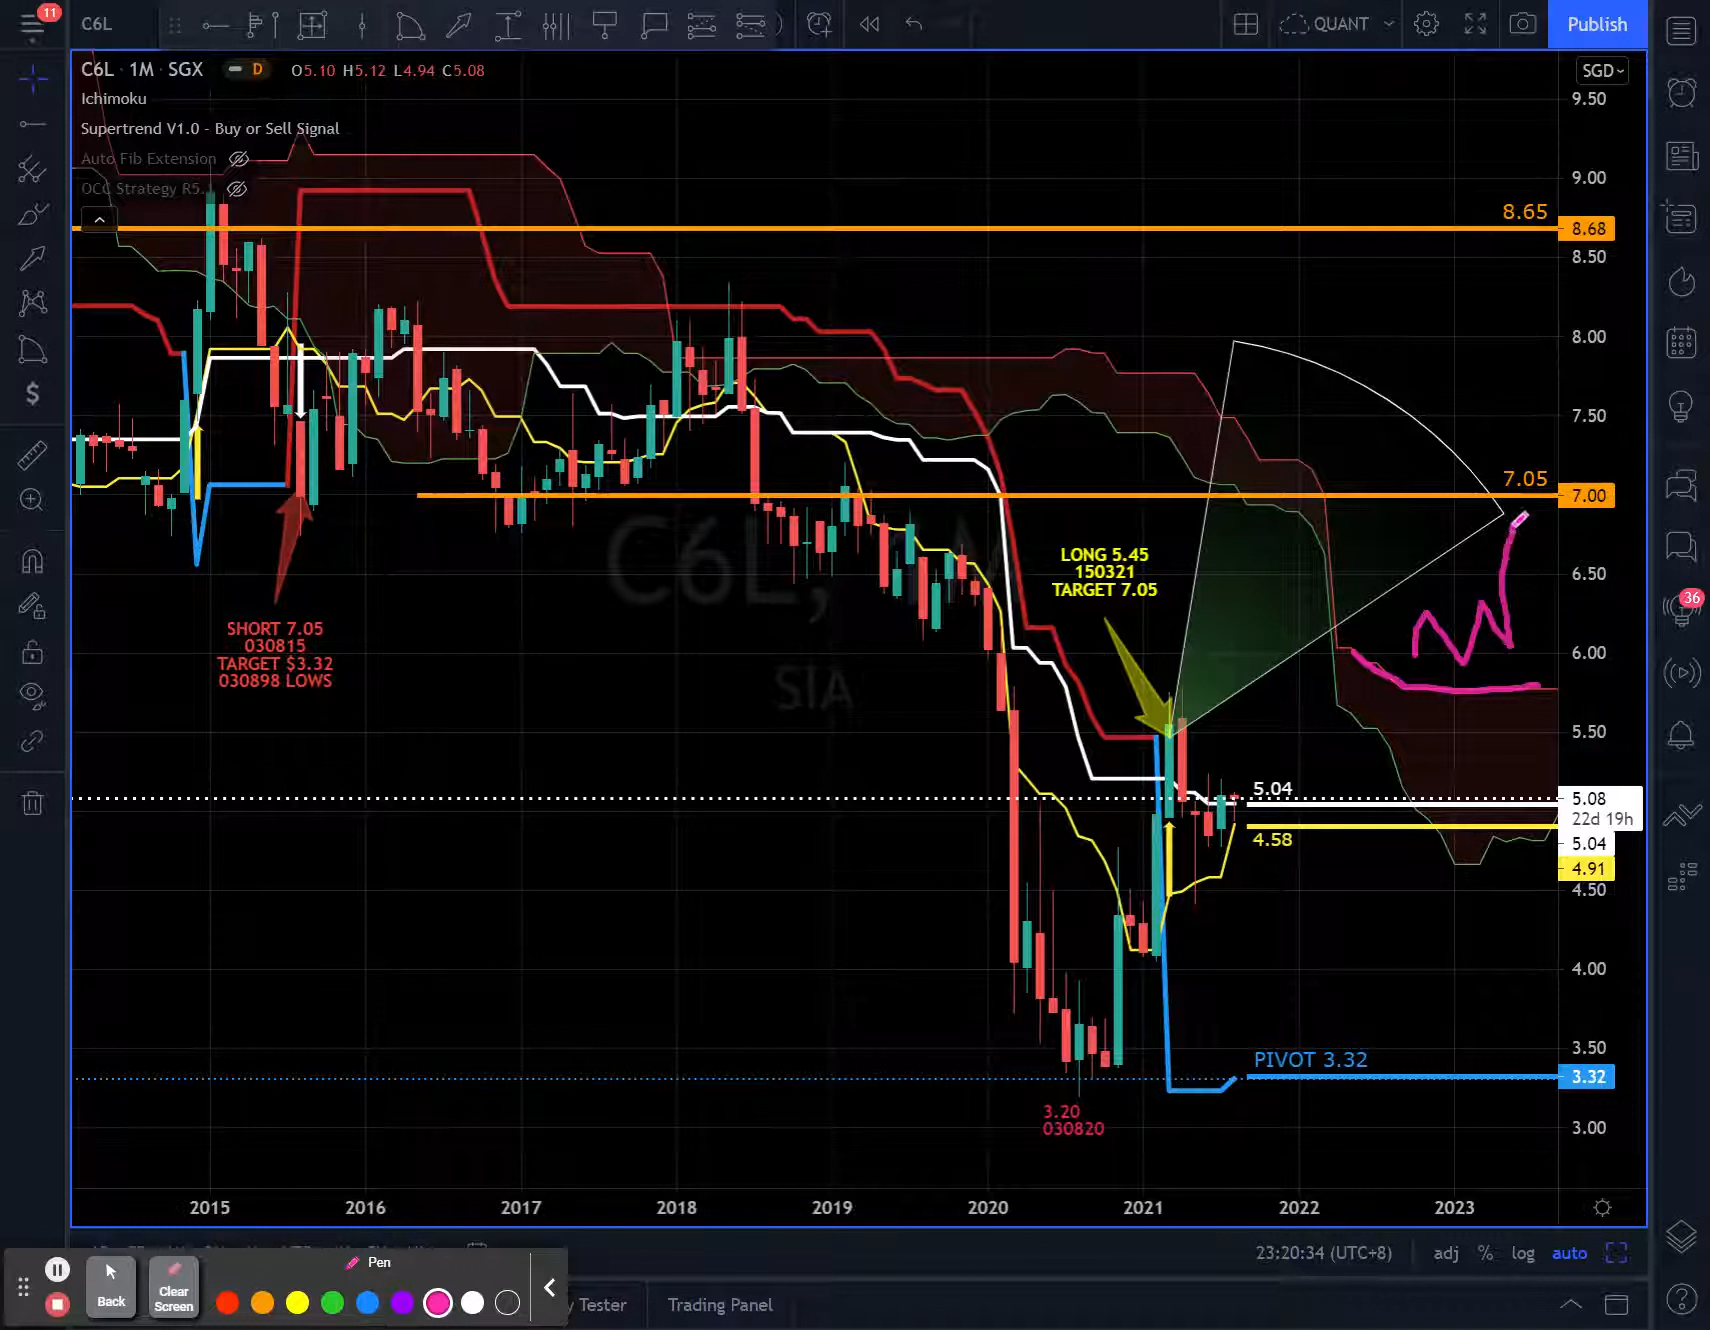 11
C6L
QUANT
Publish
C6L · 1M · SGX
D
O5.10 H5.12 L4.94 C5.08
SGD
Ichimoku
Supertrend V1.0 - Buy or Sell Signal
Auto Fib Extension
OCC Strategy R5.
9.50
9.00
8.65
8.68
8.50
8.00
7.50
7.05
7.00
6.50
6.00
5.50
5.08
22d 19h
5.04
4.91
4.50
4.00
3.50
3.32
3.00
C6L,
SIA
SHORT 7.05
030815
TARGET $3.32
030898 LOWS
LONG 5.45
150321
TARGET 7.05
5.04
4.58
PIVOT 3.32
3.20
030820
36
2015
2016
2017
2018
2019
2020
2021
2022
2023
23:20:34 (UTC+8)
adj
%
log
auto
Pen
Back
Clear
Screen
y Tester
Trading Panel